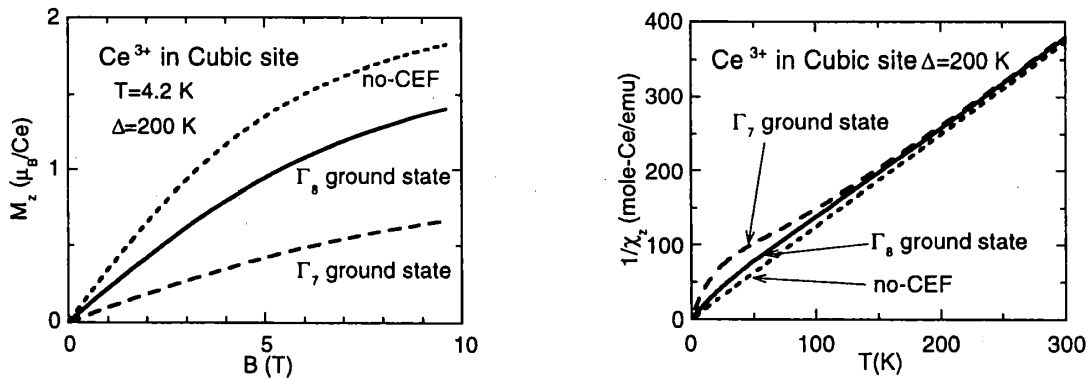 2
1
0
M_z (μ_B/Ce)
Ce³⁺ in Cubic site
T=4.2 K
Δ=200 K
no-CEF
Γ₈ ground state
Γ₇ ground state
0 5 10
B (T)
400
300
200
100
0
1/χ_z (mole-Ce/emu)
Ce³⁺ in Cubic site Δ=200 K
Γ₇ ground state
Γ₈ ground state
no-CEF
0 100 200 300
T(K)